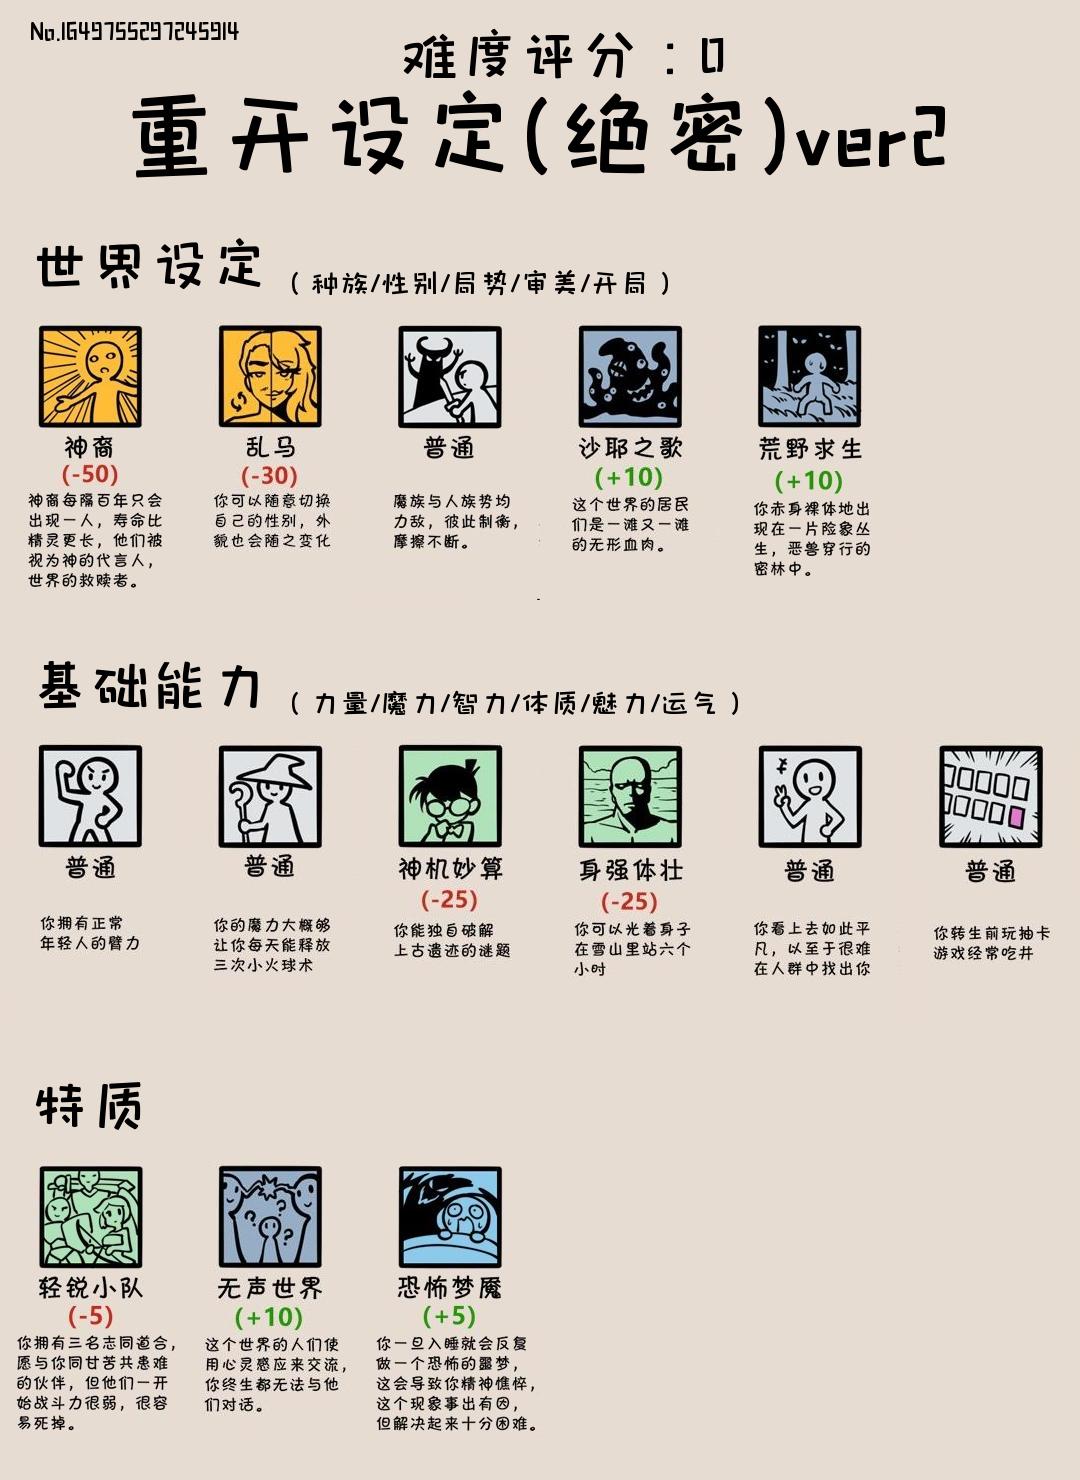 No.1649755297245914
难度评分：0
重开设定(绝密)ver2
世界设定（种族/性别/局势/审美/开局）
神裔
(-50)
神裔每隔百年只会
出现一人，寿命比
精灵更长，他们被
视为神的代言人，
世界的救赎者。
乱马
(-30)
你可以随意切换
自己的性别，外
貌也会随之变化
普通
魔族与人族势均
力敌，彼此制衡，
摩擦不断。
沙耶之歌
(+10)
这个世界的居民
们是一滩又一滩
的无形血肉。
荒野求生
(+10)
你赤身裸体地出
现在一片险象丛
生，恶兽穿行的
密林中。
基础能力（力量/魔力/智力/体质/魅力/运气）
普通
你拥有正常
年轻人的臂力
普通
你的魔力大概够
让你每天能释放
三次小火球术
神机妙算
(-25)
你能独自破解
上古遗迹的谜题
身强体壮
(-25)
你可以光着身子
在雪山里站六个
小时
普通
你看上去如此平
凡，以至于很难
在人群中找出你
普通
你转生前玩抽卡
游戏经常吃井
特质
轻锐小队
(-5)
你拥有三名志同道合，
愿与你同甘苦共患难
的伙伴，但他们一开
始战斗力很弱，很容
易死掉。
无声世界
(+10)
这个世界的人们使
用心灵感应来交流，
你终生都无法与他
们对话。
恐怖梦魇
(+5)
你一旦入睡就会反复
做一个恐怖的噩梦，
这会导致你精神憔悴，
这个现象事出有因，
但解决起来十分困难。